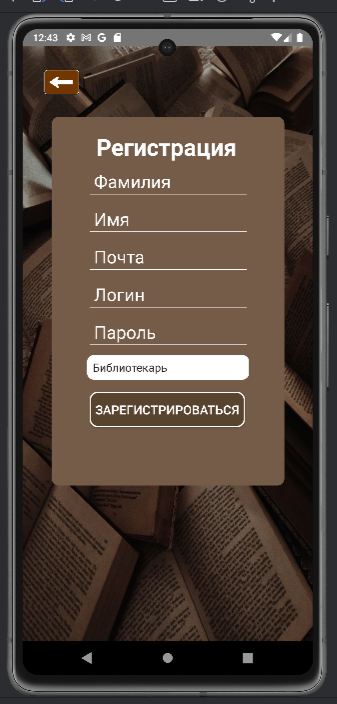 12:43
Регистрация
Фамилия
Имя
Почта
Логин
Пароль
Библиотекарь
ЗАРЕГИСТРИРОВАТЬСЯ